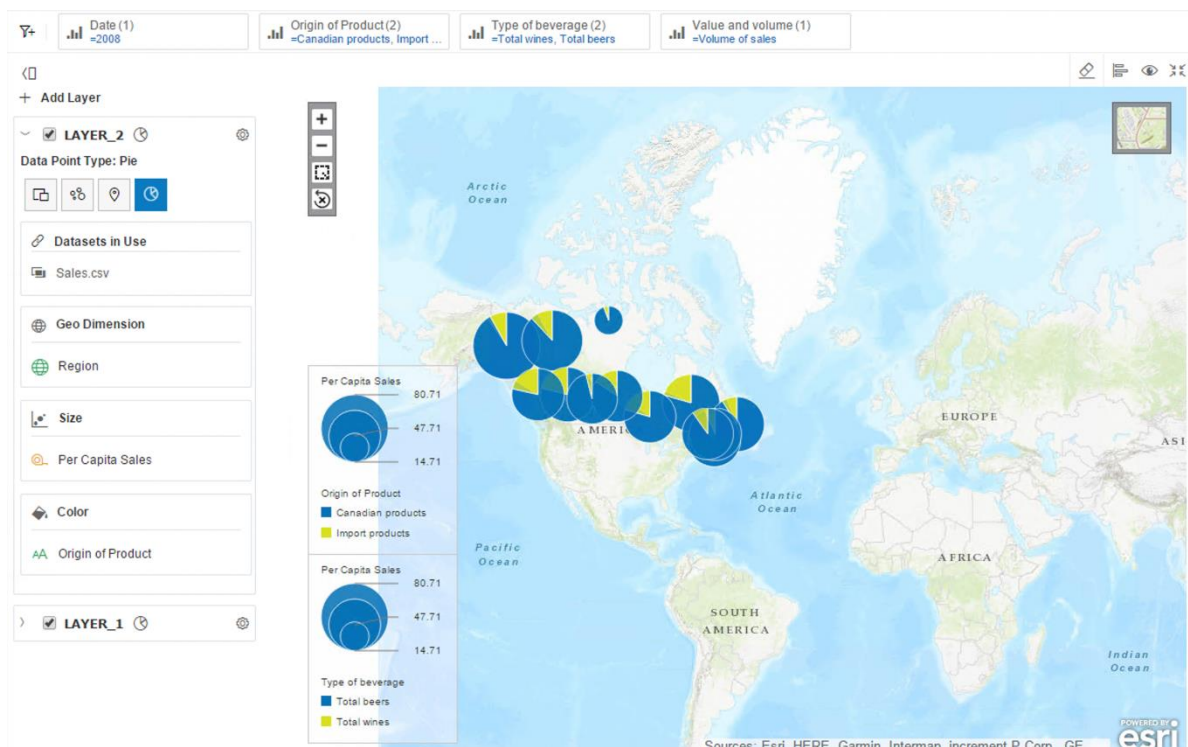 Date (1)
=2008
Origin of Product (2)
=Canadian products, Import ...
Type of beverage (2)
=Total wines, Total beers
Value and volume (1)
=Volume of sales
+ Add Layer
LAYER_2
Data Point Type: Pie
Datasets in Use
Sales.csv
Geo Dimension
Region
Size
Per Capita Sales
Color
AA Origin of Product
LAYER_1
Per Capita Sales
80.71
47.71
14.71
Origin of Product
Canadian products
Import products
Per Capita Sales
80.71
47.71
14.71
Type of beverage
Total beers
Total wines
Arctic
Ocean
AMERI
EUROPE
ASI
Atlantic
Ocean
Pacific
Ocean
AFRICA
SOUTH
AMERICA
Indian
Ocean
POWERED BY
esri
Sources: Esri, HERE, Garmin, Intermap, increment P Corp., GE